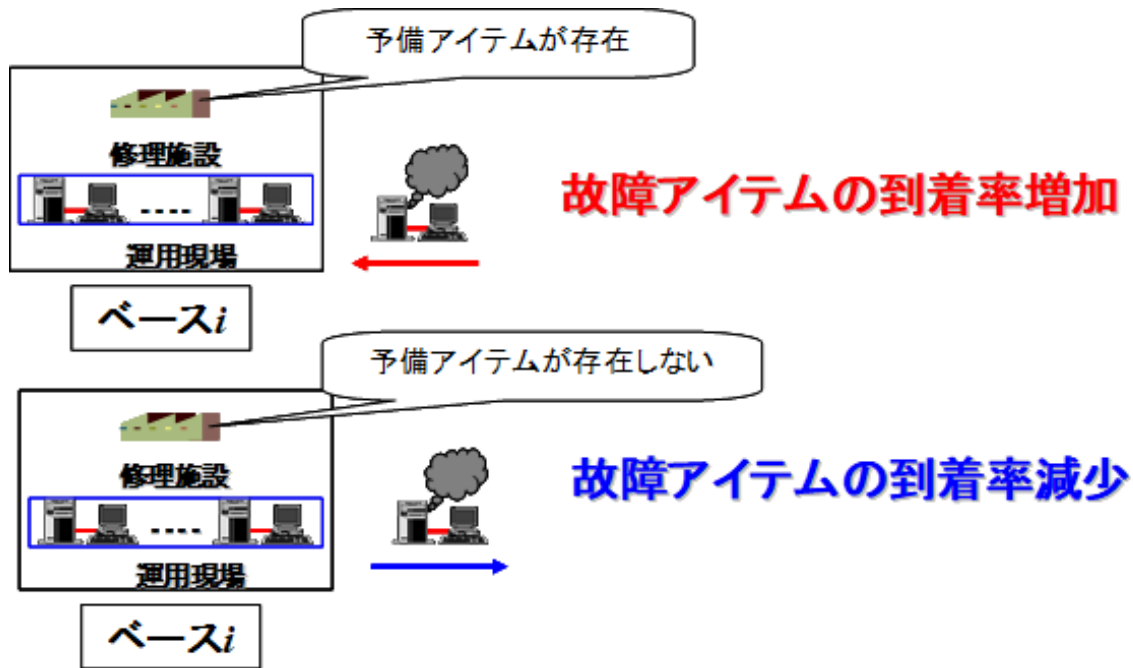 予備アイテムが存在
修理施設
運用現場
故障アイテムの到着率増加
ベースi
予備アイテムが存在しない
修理施設
運用現場
故障アイテムの到着率減少
ベースi